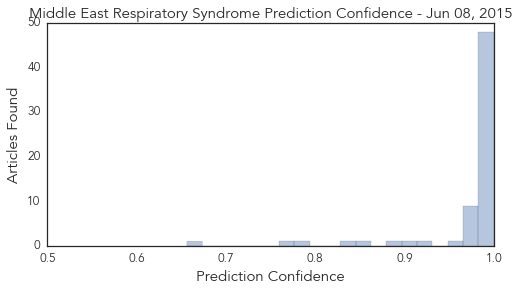 Middle East Respiratory Syndrome Prediction Confidence - Jun 08, 2015
50
40
30
20
10
0
Articles Found
0.5 0.6 0.7 0.8 0.9 1.0
Prediction Confidence